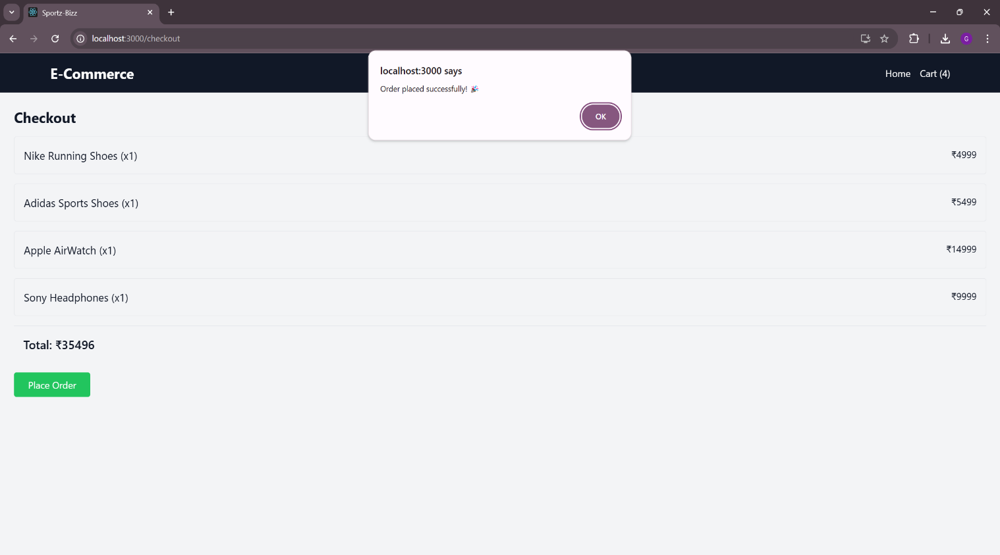 Sportz-Bizz
localhost:3000/checkout
G
E-Commerce
Home Cart (4)
localhost:3000 says
Order placed successfully! 🎉
OK
Checkout
Nike Running Shoes (x1) ₹4999
Adidas Sports Shoes (x1) ₹5499
Apple AirWatch (x1) ₹14999
Sony Headphones (x1) ₹9999
Total: ₹35496
Place Order